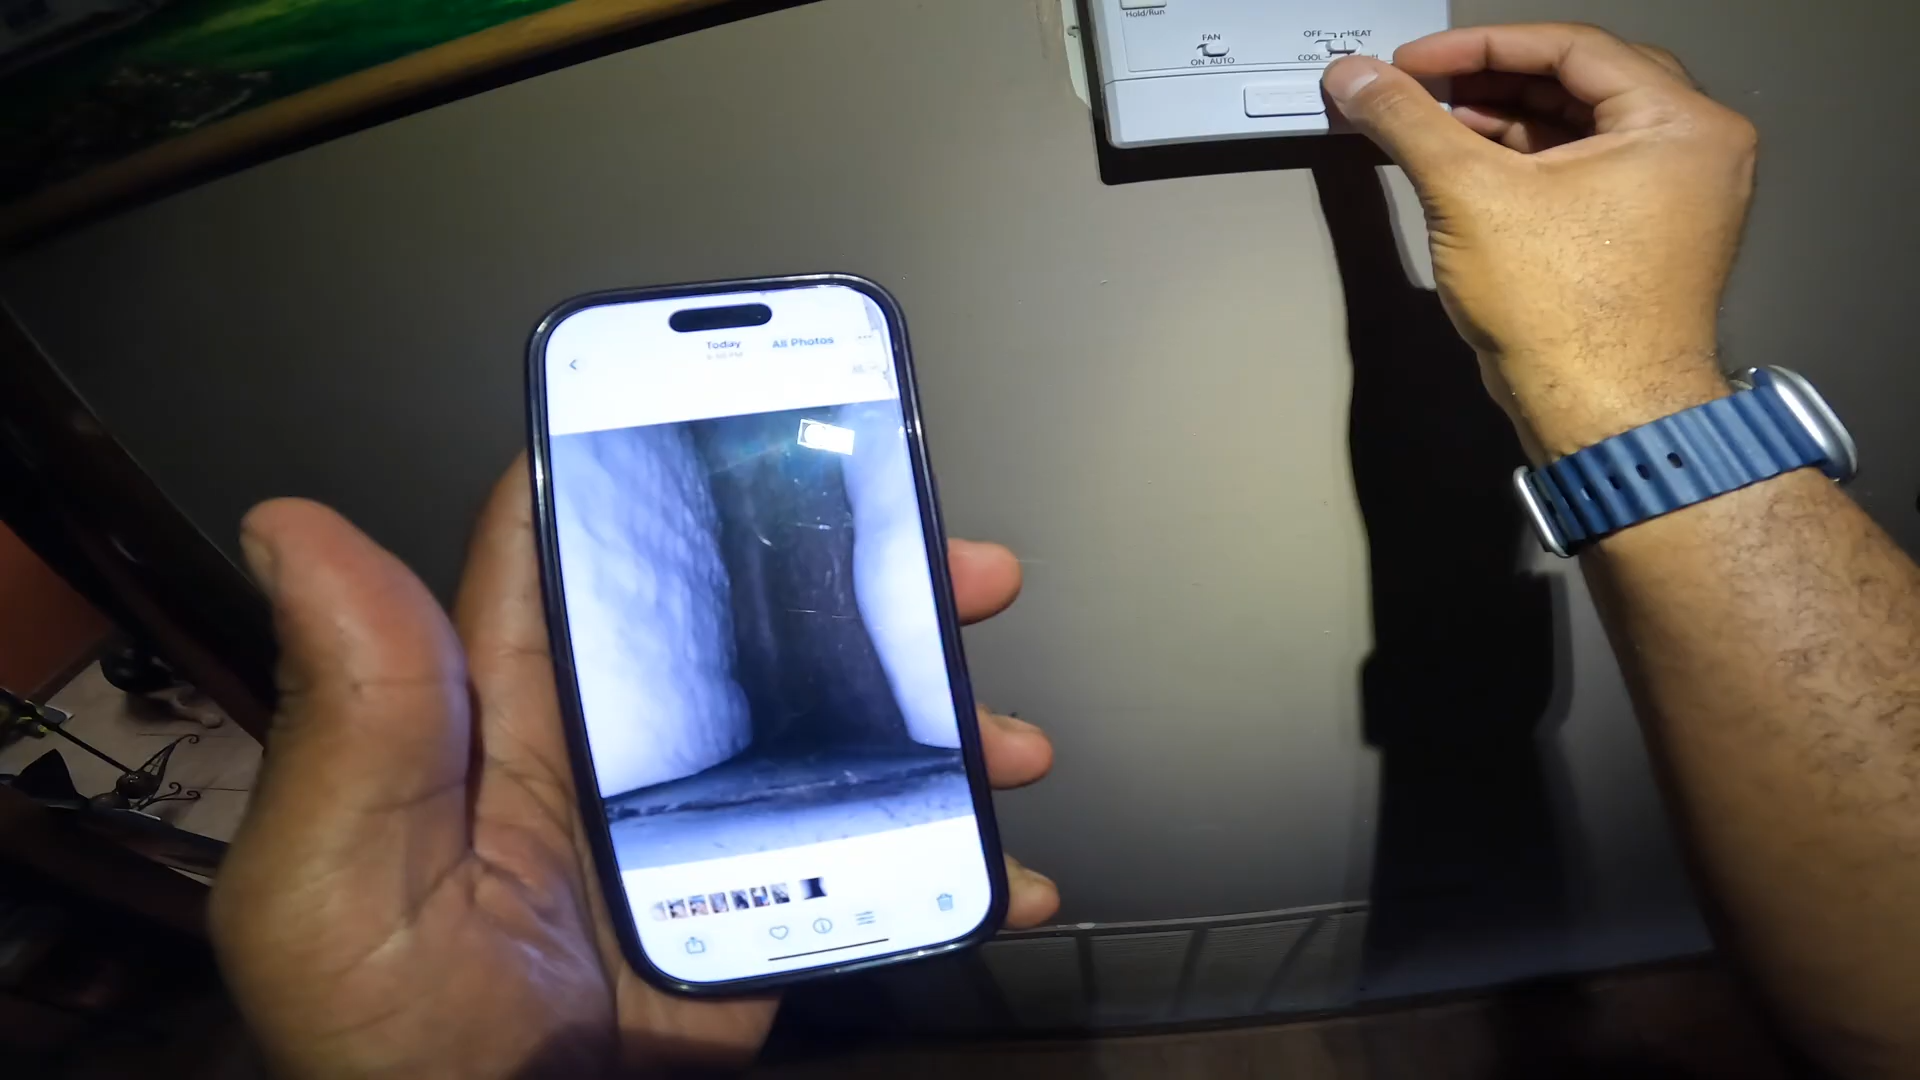 Hold/Run
FAN
ON AUTO
OFF HEAT
COOL
Today
All Photos